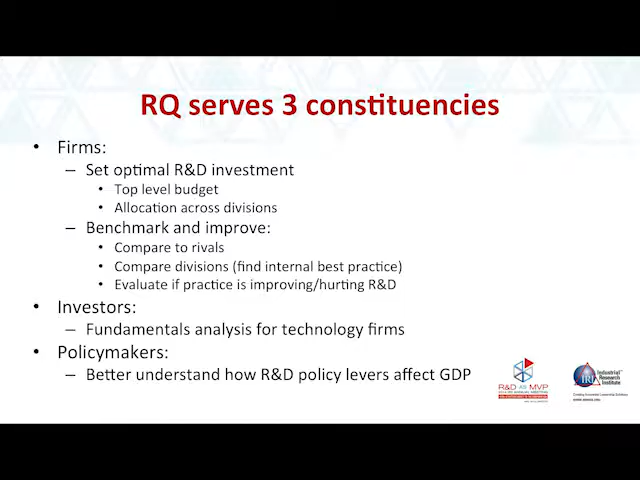 RQ serves 3 constituencies
• Firms:
– Set optimal R&D investment
• Top level budget
• Allocation across divisions
– Benchmark and improve:
• Compare to rivals
• Compare divisions (find internal best practice)
• Evaluate if practice is improving/hurting R&D
• Investors:
– Fundamentals analysis for technology firms
• Policymakers:
– Better understand how R&D policy levers affect GDP
R&D AS MVP
IRI
Industrial
Research
Institute